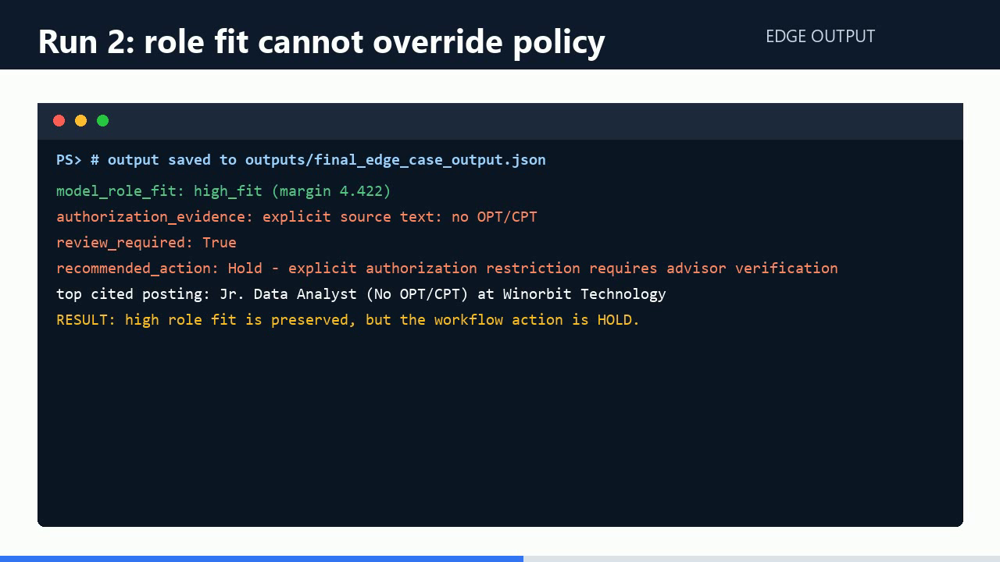 Run 2: role fit cannot override policy
EDGE OUTPUT
PS> # output saved to outputs/final_edge_case_output.json
model_role_fit: high_fit (margin 4.422)
authorization_evidence: explicit source text: no OPT/CPT
review_required: True
recommended_action: Hold - explicit authorization restriction requires advisor verification
top cited posting: Jr. Data Analyst (No OPT/CPT) at Winorbit Technology
RESULT: high role fit is preserved, but the workflow action is HOLD.